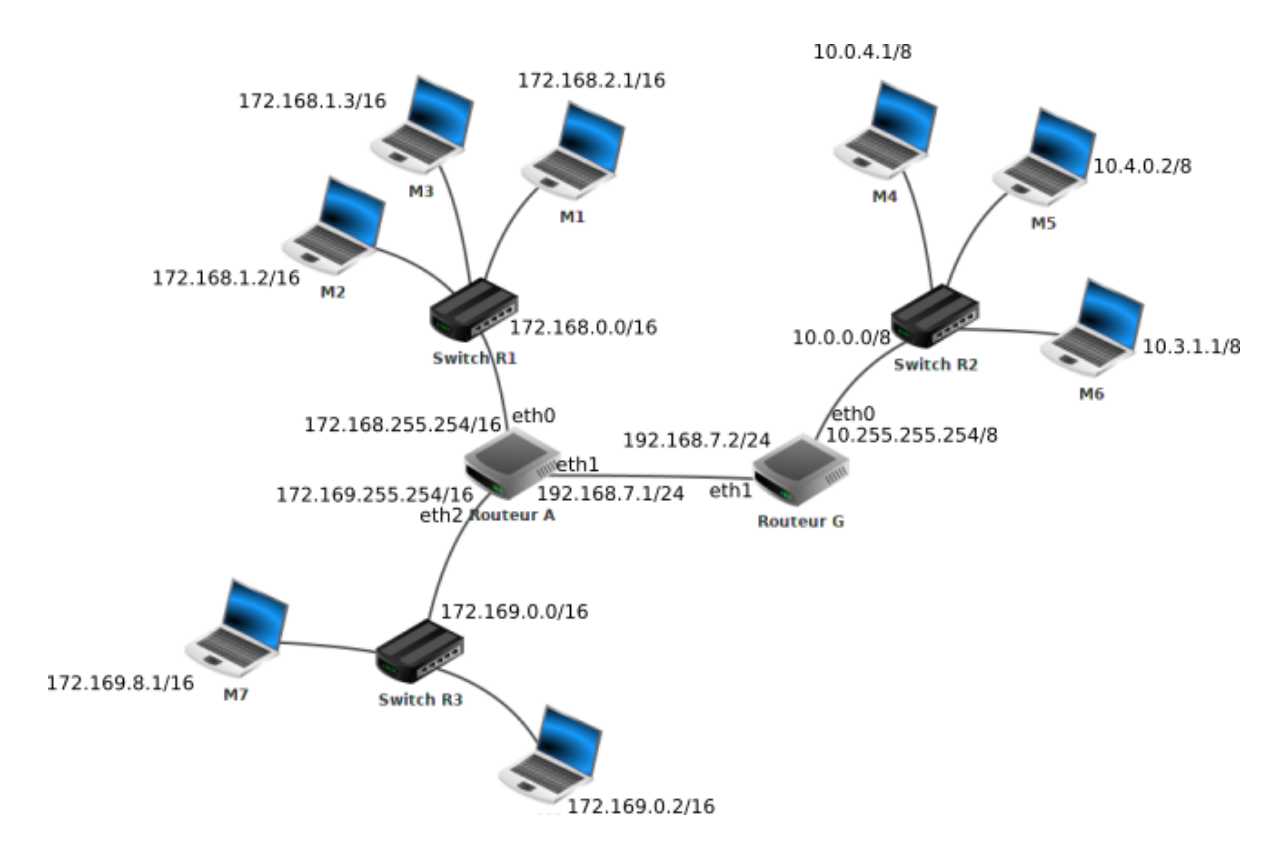 10.0.4.1/8
172.168.2.1/16
172.168.1.3/16
10.4.0.2/8
M3
M4
M1
M5
172.168.1.2/16
M2
172.168.0.0/16
10.0.0.0/8
10.3.1.1/8
Switch R1
Switch R2
M6
172.168.255.254/16
eth0
eth0
192.168.7.2/24
10.255.255.254/8
eth1
172.169.255.254/16
192.168.7.1/24
eth1
eth2
Routeur A
Routeur G
172.169.0.0/16
172.169.8.1/16
M7
Switch R3
172.169.0.2/16